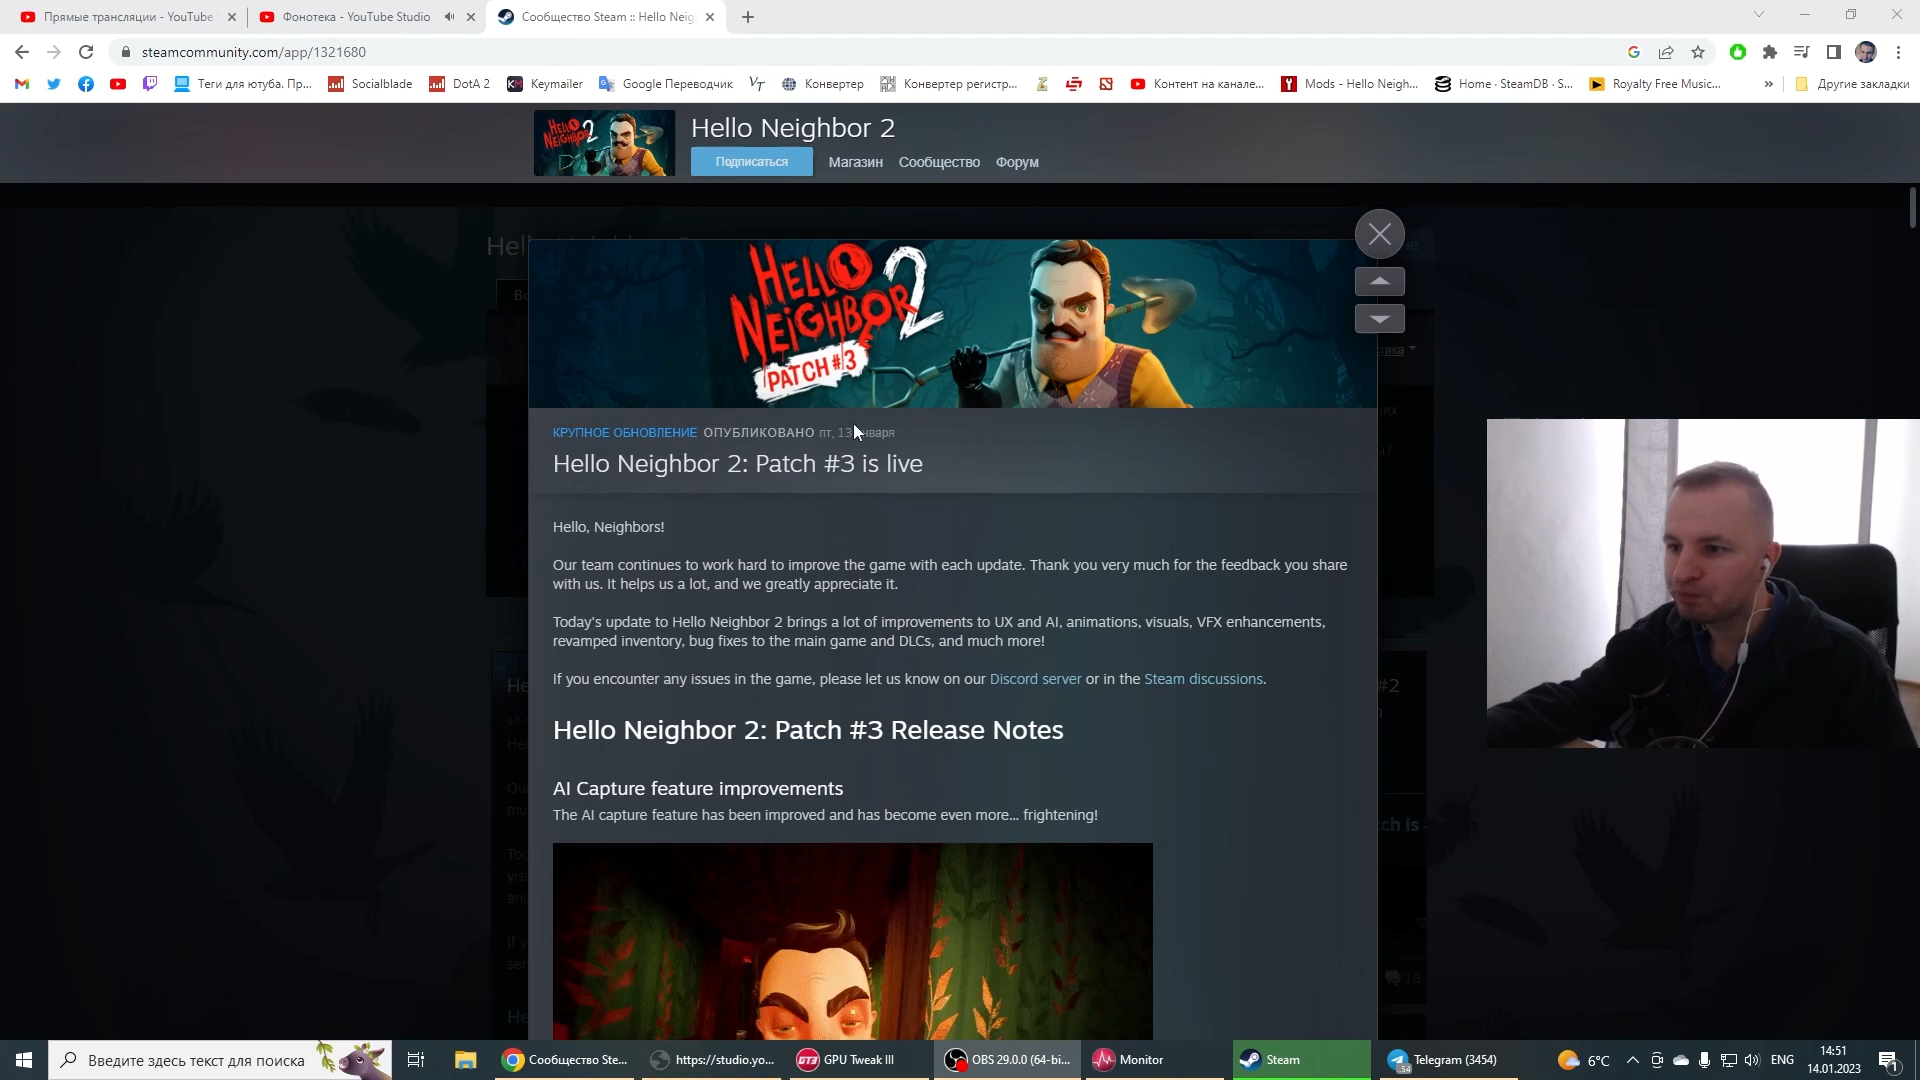 Прямые трансляции - YouTube
Фонотека - YouTube Studio
Сообщество Steam :: Hello Neig
steamcommunity.com/app/1321680
Теги для ютуба. Пр...
Socialblade
DotA 2
Keymailer
Google Переводчик
Конвертер
Конвертер регистр...
Контент на канале...
Mods - Hello Neigh...
Home · SteamDB · S...
Royalty Free Music...
»
Другие закладки
HELLO NEIGHBOR 2
Hello Neighbor 2
Подписаться
Магазин
Сообщество
Форум
HELLO
NEIGHBOR 2
PATCH #3
КРУПНОЕ ОБНОВЛЕНИЕ ОПУБЛИКОВАНО пт, 13
Hello Neighbor 2: Patch #3 is live
Hello, Neighbors!
Our team continues to work hard to improve the game with each update. Thank you very much for the feedback you share
with us. It helps us a lot, and we greatly appreciate it.
Today's update to Hello Neighbor 2 brings a lot of improvements to UX and AI, animations, visuals, VFX enhancements,
revamped inventory, bug fixes to the main game and DLCs, and much more!
If you encounter any issues in the game, please let us know on our Discord server or in the Steam discussions.
#2
Hello Neighbor 2: Patch #3 Release Notes
AI Capture feature improvements
The AI capture feature has been improved and has become even more... frightening!
ch is
18
Введите здесь текст для поиска
Сообщество Ste...
https://studio.yo...
GPU Tweak III
OBS 29.0.0 (64-bi...
Monitor
Steam
Telegram (3454)
6°C
ENG
14:51
14.01.2023